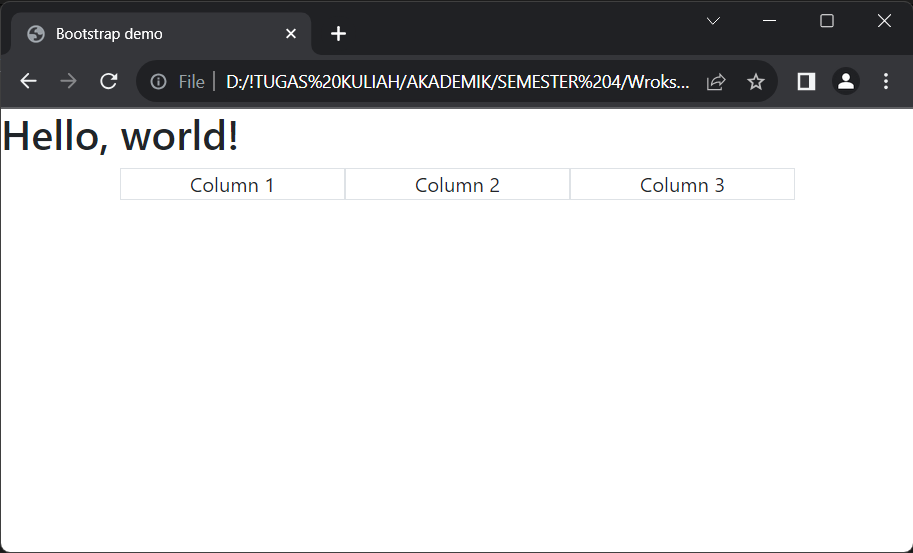 Bootstrap demo
File D:/!TUGAS%20KULIAH/AKADEMIK/SEMESTER%204/Wroks...
Hello, world!
Column 1 Column 2 Column 3